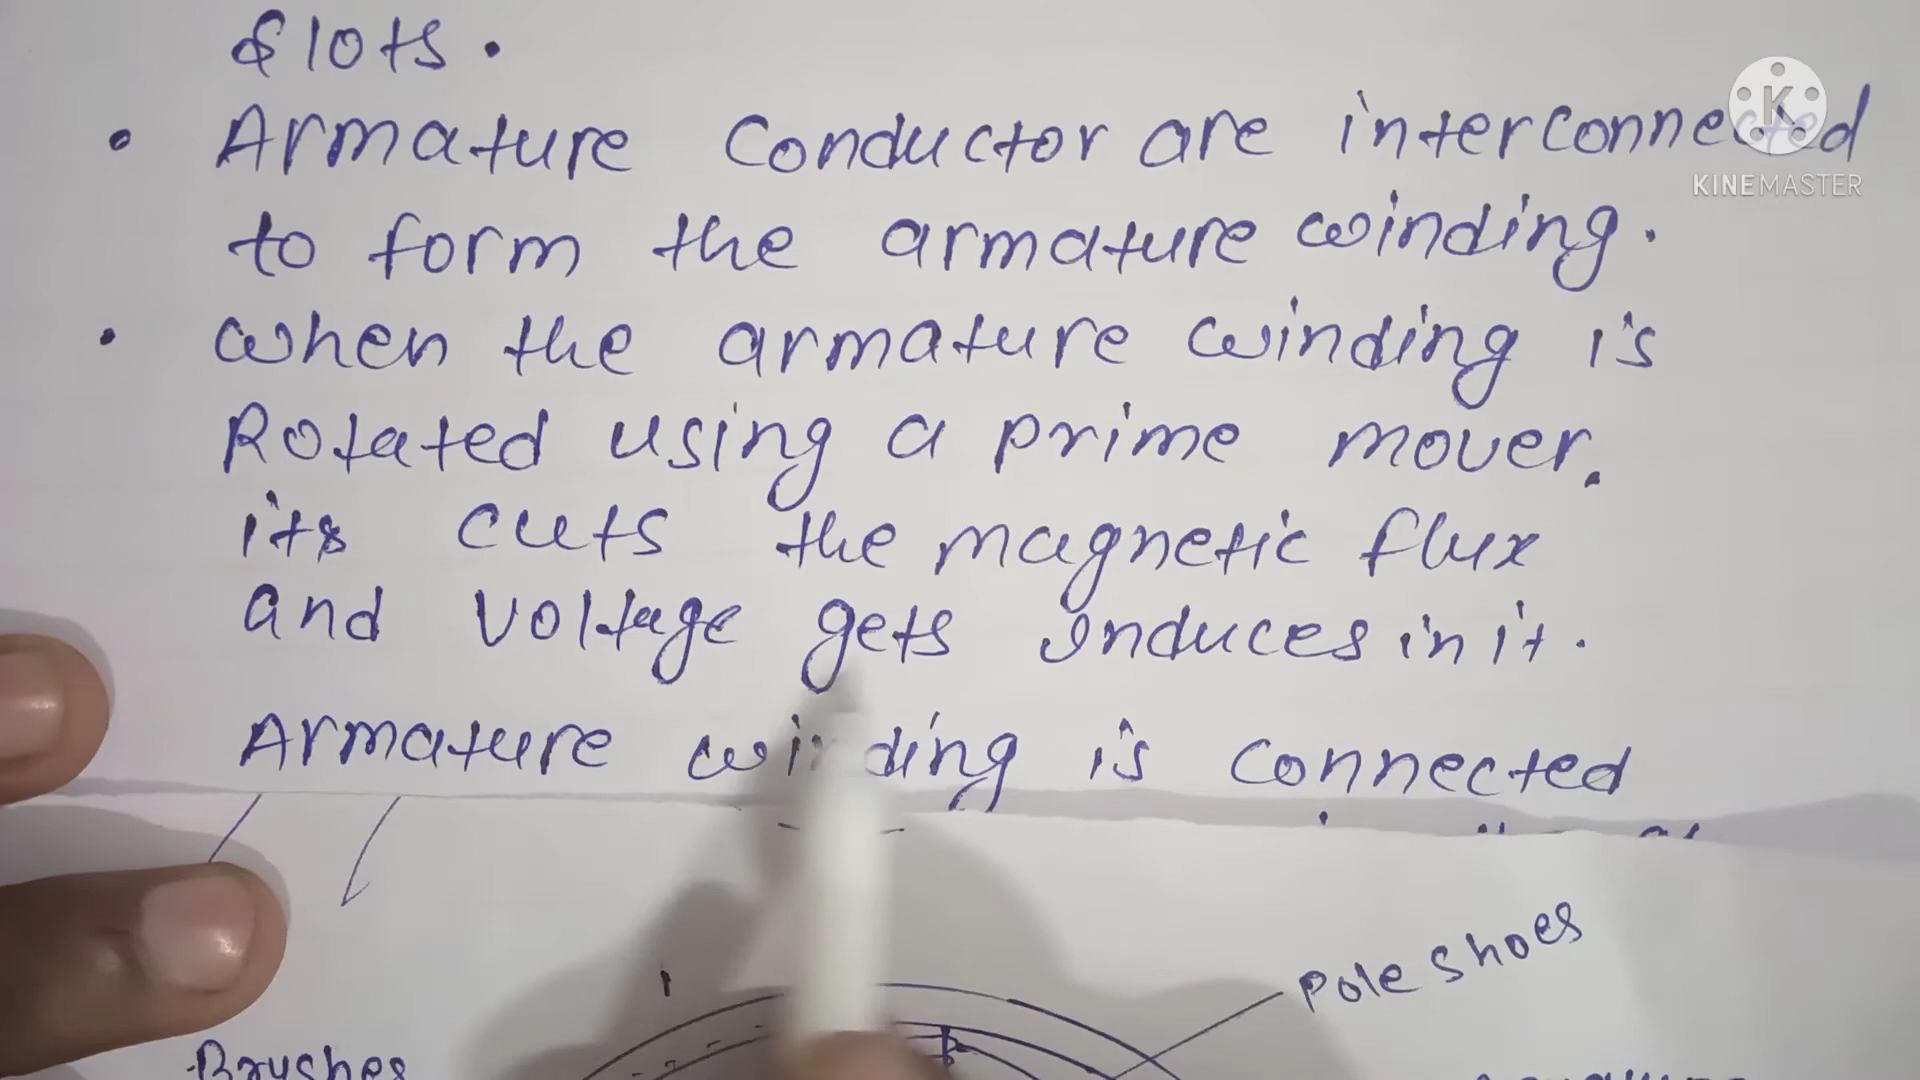 slots.
• Armature conductor are interconnected
to form the armature winding.
• when the armature winding is
Rotated using a prime mover.
its cuts the magnetic flux
and voltage gets Induces in it.
Armature winding is connected
Pole shoes
Brushes
K
KINEMASTER